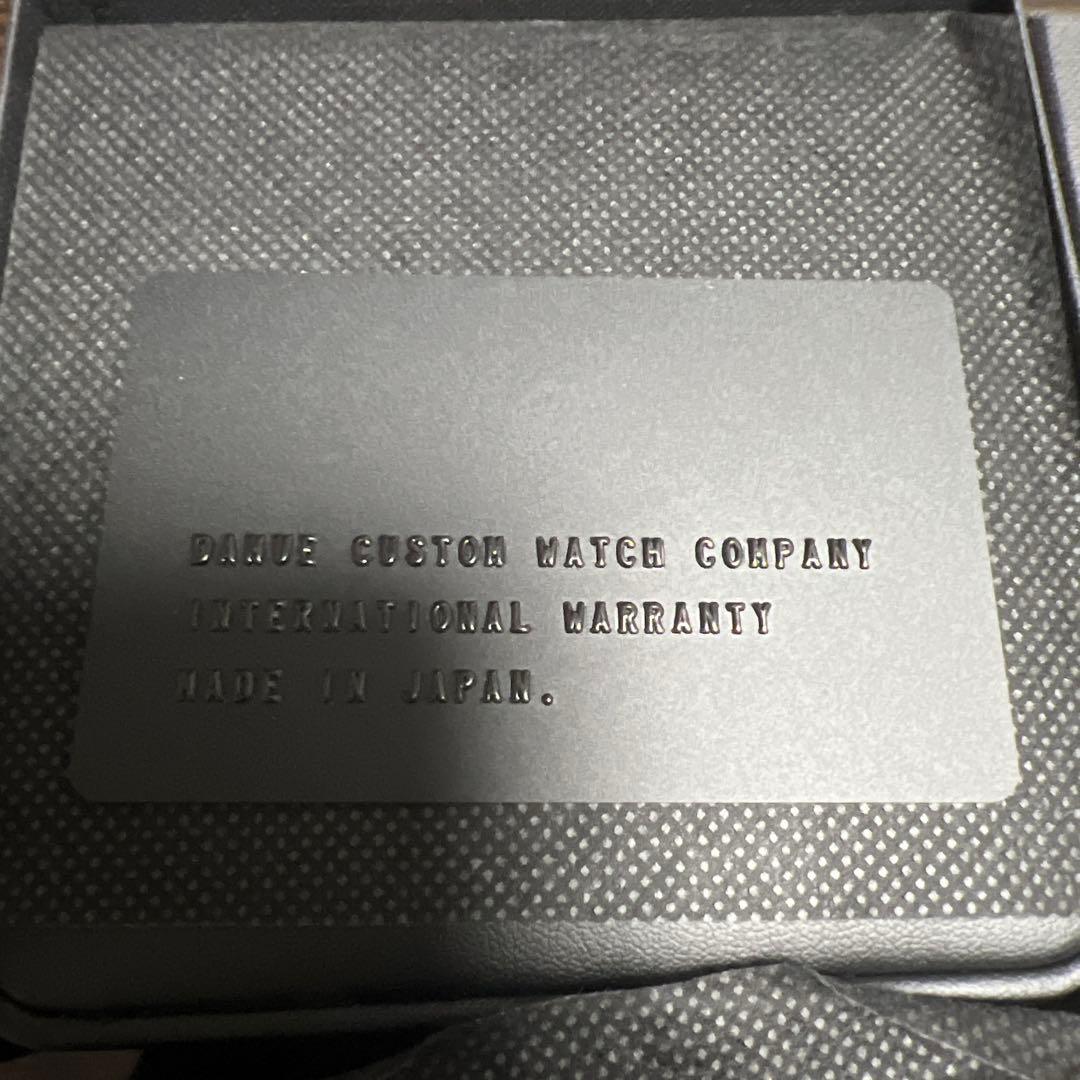 DAMUE CUSTOM WATCH COMPANY
INTERNATIONAL WARRANTY
MADE IN JAPAN.